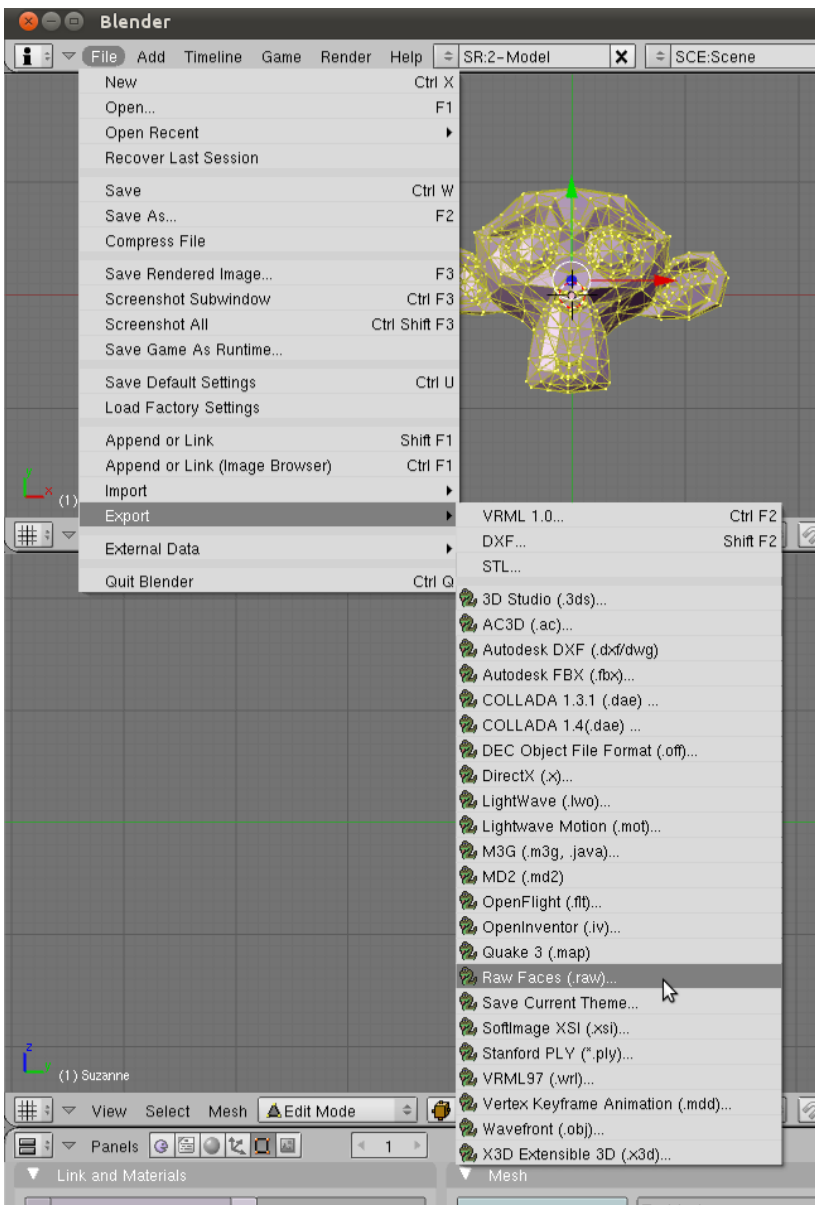 Blender
File Add Timeline Game Render Help SR:2-Model SCE:Scene
New Ctrl X
Open... F1
Open Recent
Recover Last Session
Save Ctrl W
Save As... F2
Compress File
Save Rendered Image... F3
Screenshot Subwindow Ctrl F3
Screenshot All Ctrl Shift F3
Save Game As Runtime...
Save Default Settings Ctrl U
Load Factory Settings
Append or Link Shift F1
Append or Link (Image Browser) Ctrl F1
Import
Export
External Data
Quit Blender Ctrl Q
y
x
(1)
VRML 1.0... Ctrl F2
DXF... Shift F2
STL...
3D Studio (.3ds)...
AC3D (.ac)...
Autodesk DXF (.dxf/dwg)
Autodesk FBX (.fbx)...
COLLADA 1.3.1 (.dae) ...
COLLADA 1.4(.dae) ...
DEC Object File Format (.off)...
DirectX (.x)...
LightWave (.lwo)...
Lightwave Motion (.mot)...
M3G (.m3g, .java)...
MD2 (.md2)
OpenFlight (.flt)...
OpenInventor (.iv)...
Quake 3 (.map)
Raw Faces (.raw)...
Save Current Theme...
SoftImage XSI (.xsi)...
Stanford PLY (*.ply)...
VRML97 (.wrl)...
Vertex Keyframe Animation (.mdd)...
Wavefront (.obj)...
X3D Extensible 3D (.x3d)...
z
y
(1) Suzanne
View Select Mesh Edit Mode
Panels 1
Link and Materials
Mesh